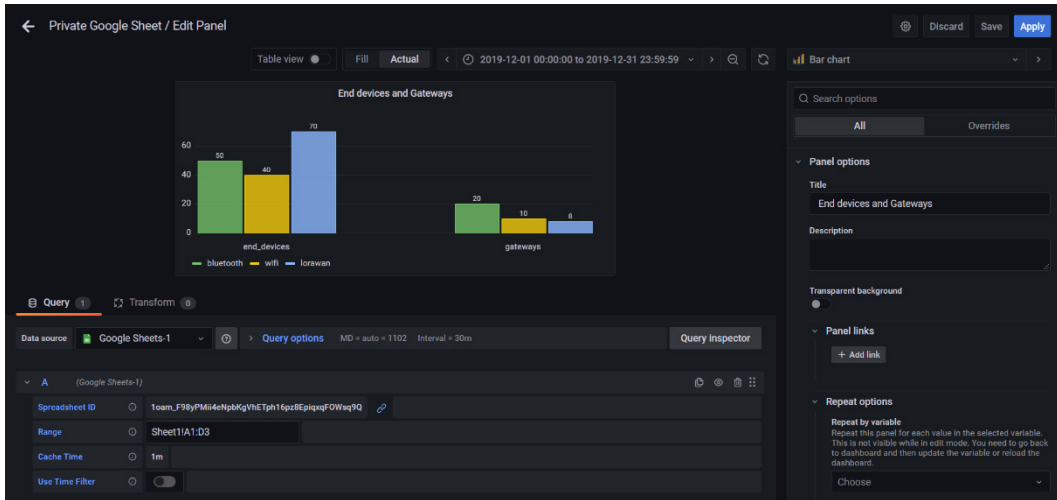 Private Google Sheet / Edit Panel
Discard Save Apply
Table view Fill Actual 2019-12-01 00:00:00 to 2019-12-31 23:59:59
Bar chart
End devices and Gateways
70
60
50
40
40
20
20
10
8
0
end_devices gateways
bluetooth wifi lorawan
Search options
All Overrides
Panel options
Title
End devices and Gateways
Description
Transparent background
Panel links
+ Add link
Repeat options
Repeat by variable
Repeat this panel for each value in the selected variable.
This is not visible while in edit mode. You need to go back
to dashboard and then update the variable or reload the
dashboard.
Choose
Query 1 Transform 0
Data source Google Sheets-1 Query options MD = auto = 1102 Interval = 30m Query Inspector
A (Google Sheets-1)
Spreadsheet ID 1oam_F98yPMii4eNpbKgVhETph16pz8EpiqxqFOWsq9Q
Range Sheet1!A1:D3
Cache Time 1m
Use Time Filter